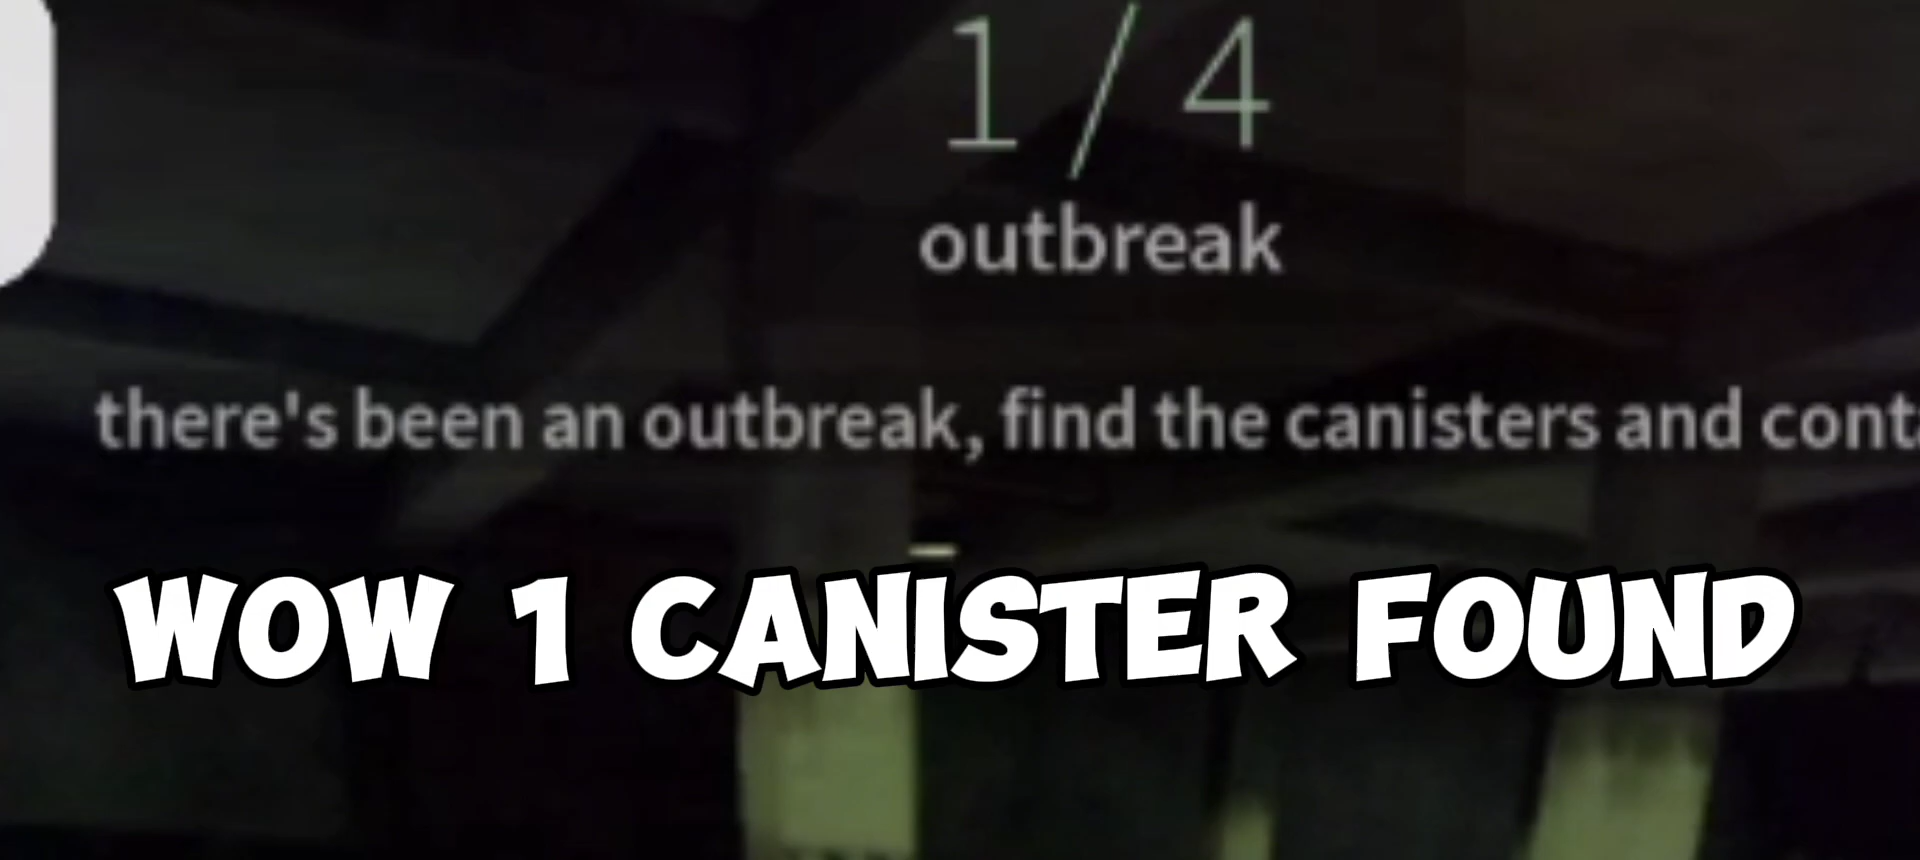 1/4
outbreak
there's been an outbreak, find the canisters and
WOW 1 CANISTER FOUND